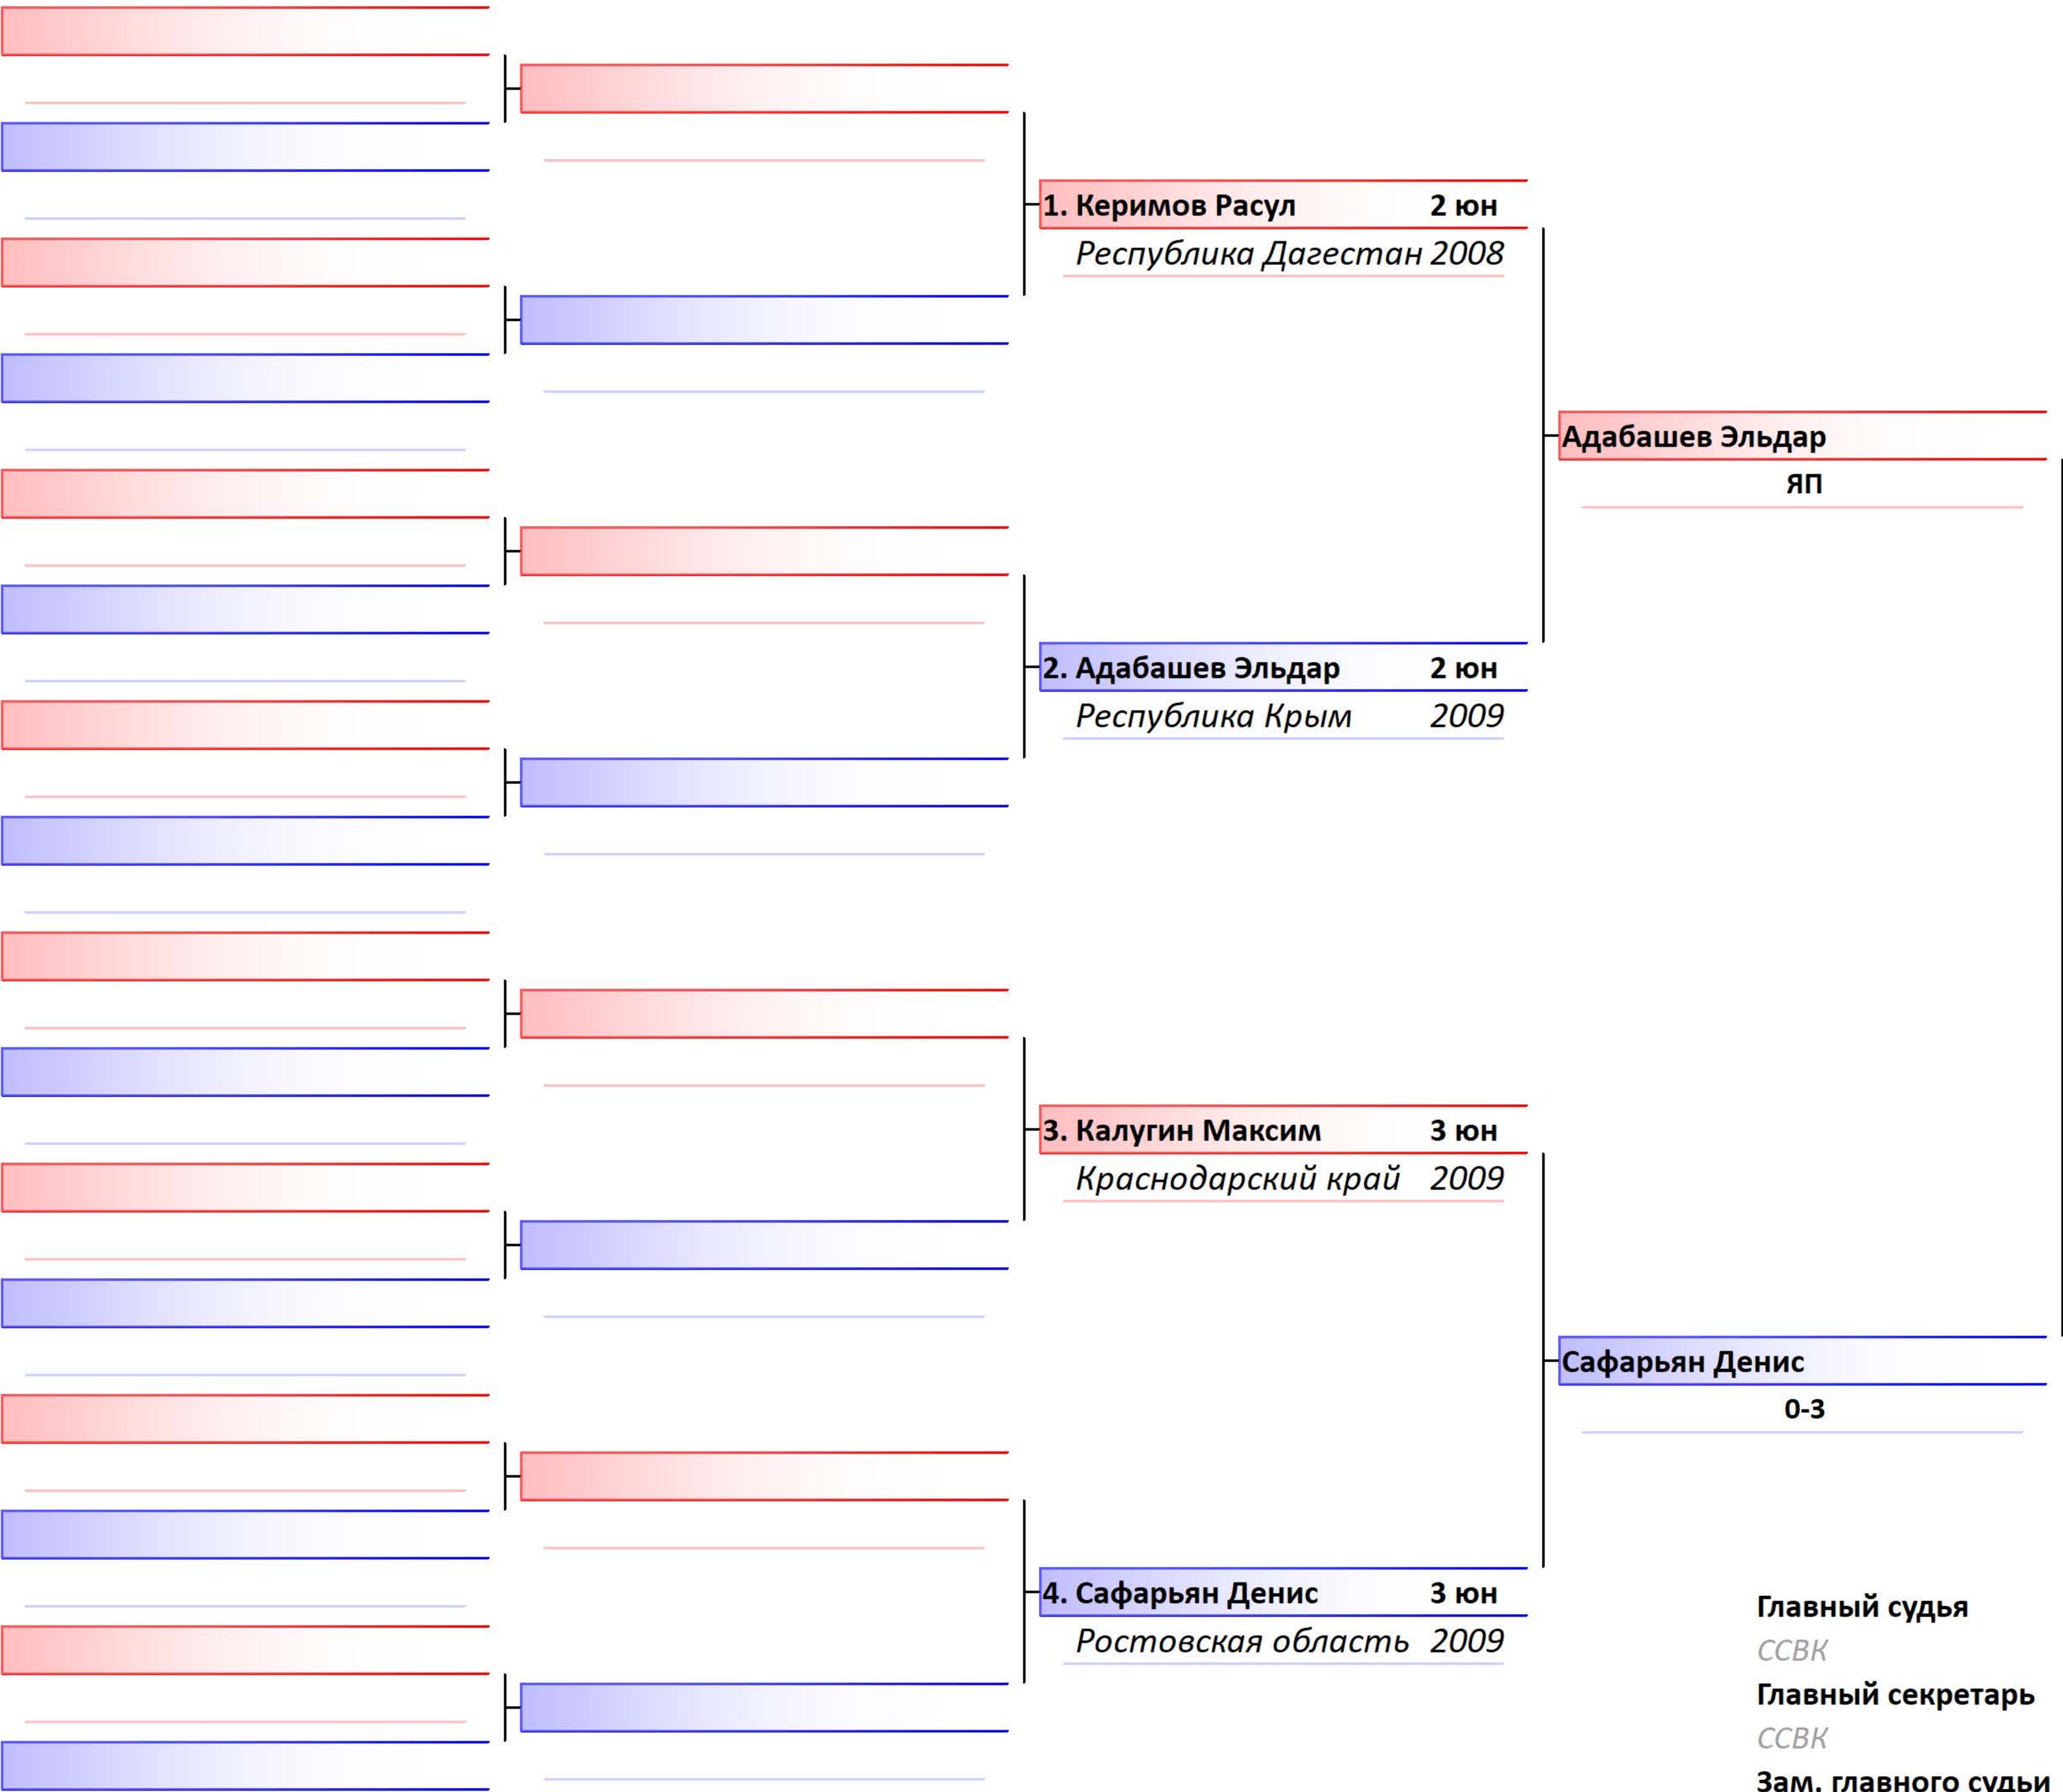 1. Керимов Расул 2 юн
Республика Дагестан 2008
Адабашев Эльдар
ЯП
2. Адабашев Эльдар 2 юн
Республика Крым 2009
3. Калугин Максим 3 юн
Краснодарский край 2009
Сафарьян Денис
0-3
4. Сафарьян Денис 3 юн
Ростовская область 2009
Главный судья
ССВК
Главный секретарь
ССВК
Зам. главного судьи